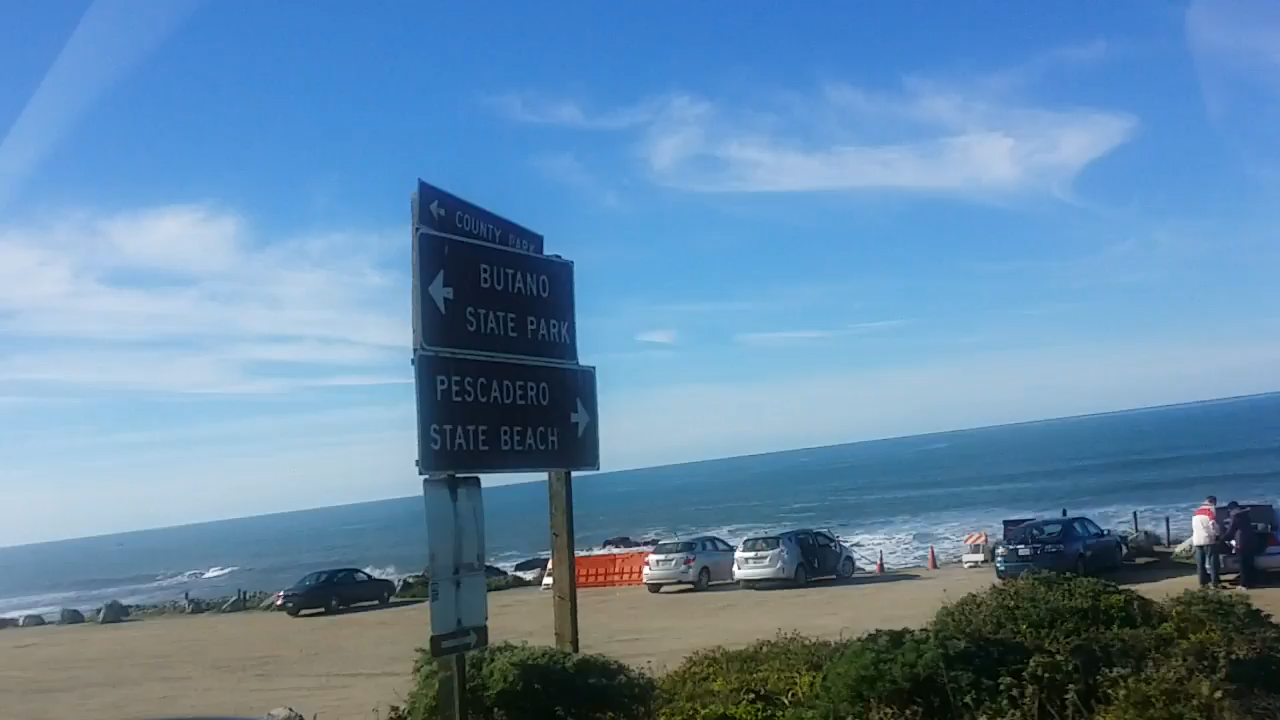 COUNTY PARK
BUTANO
STATE PARK
PESCADERO
STATE BEACH